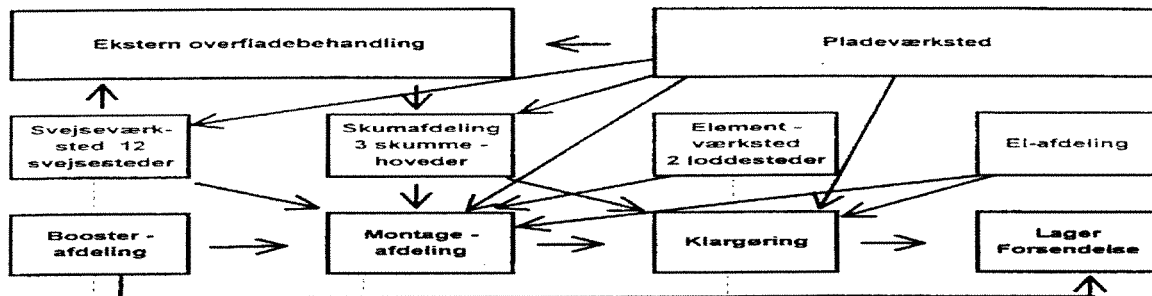 Ekstern overfladebehandling
Pladeværksted
Svejseværk-
sted 12
svejsesteder
Skumafdeling
3 skumme-
hoveder
Element-
værksted
2 loddesteder
El-afdeling
Booster-
afdeling
Montage-
afdeling
Klargøring
Lager
Forsendelse